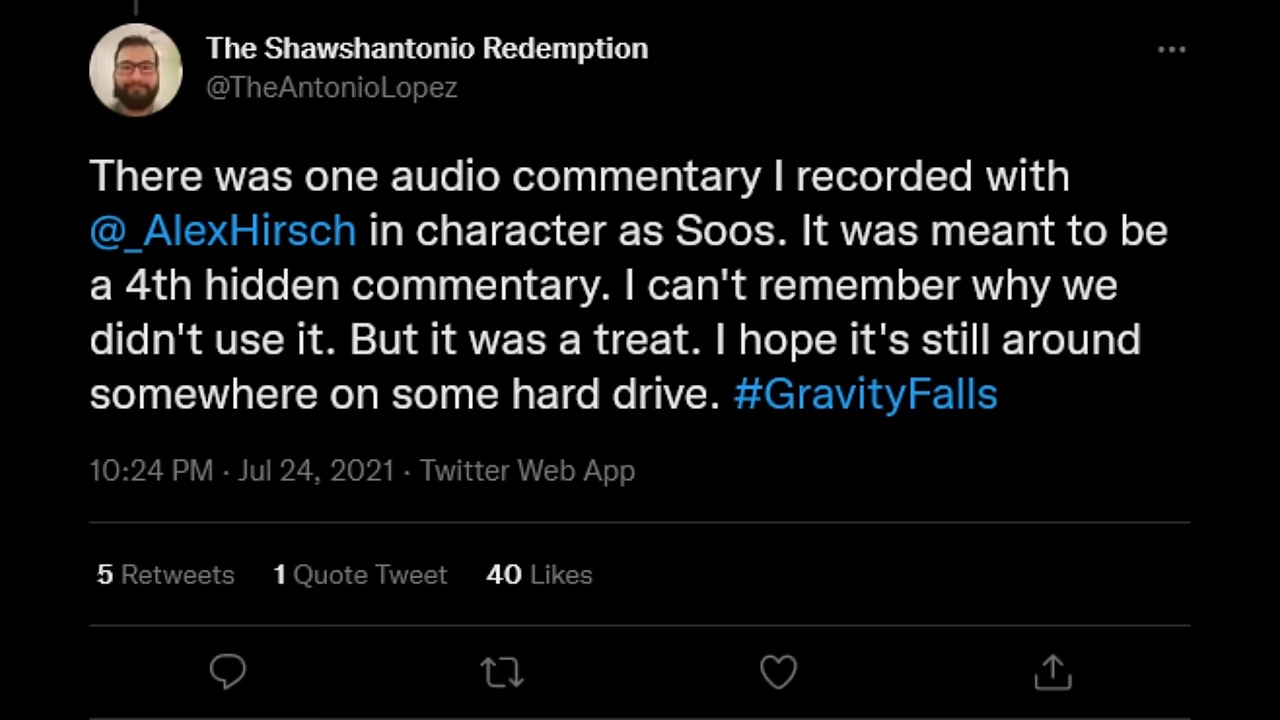 The Shawshantonio Redemption
@TheAntonioLopez
There was one audio commentary I recorded with
@_AlexHirsch in character as Soos. It was meant to be
a 4th hidden commentary. I can't remember why we
didn't use it. But it was a treat. I hope it's still around
somewhere on some hard drive. #GravityFalls
10:24 PM · Jul 24, 2021 · Twitter Web App
5 Retweets 1 Quote Tweet 40 Likes